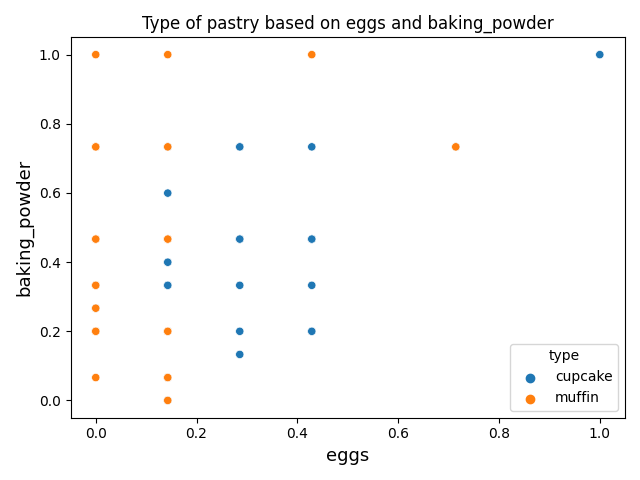 Type of pastry based on eggs and baking_powder
1.0
0.8
0.6
0.4
0.2
0.0
baking_powder
0.0 0.2 0.4 0.6 0.8 1.0
eggs
type
cupcake
muffin